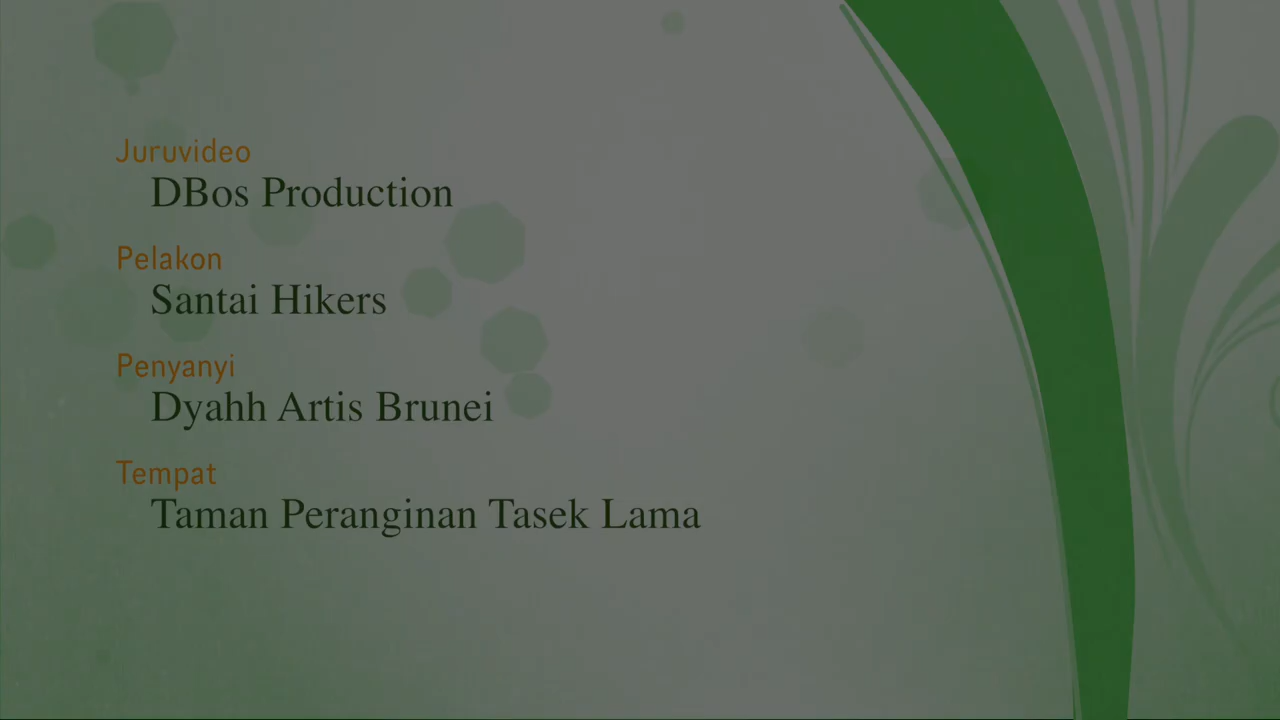 Juruvideo
DBos Production
Pelakon
Santai Hikers
Penyanyi
Dyahh Artis Brunei
Tempat
Taman Peranginan Tasek Lama